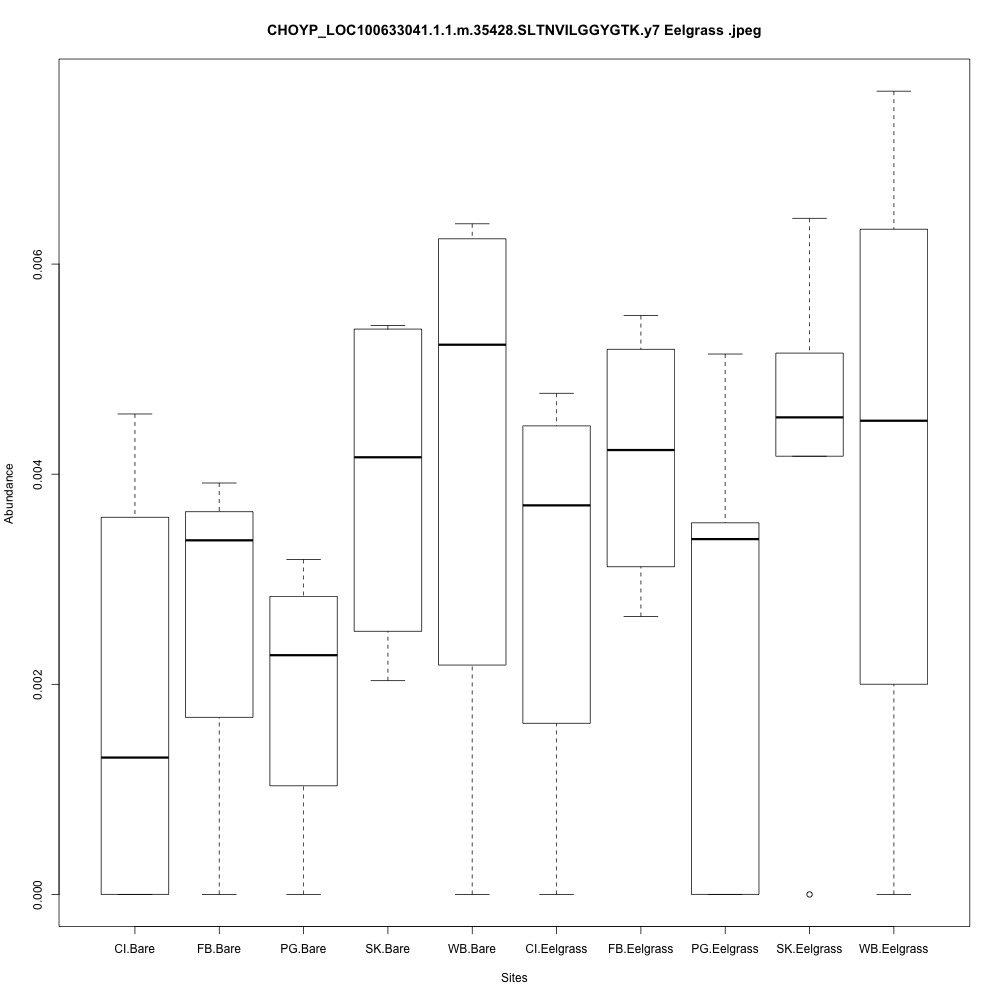 CHOYP_LOC100633041.1.1.m.35428.SLTNVILGGYGTK.y7 Eelgrass .jpeg
Abundance
0.006
0.004
0.002
0.000
CI.Bare FB.Bare PG.Bare SK.Bare WB.Bare CI.Eelgrass FB.Eelgrass PG.Eelgrass SK.Eelgrass WB.Eelgrass
Sites